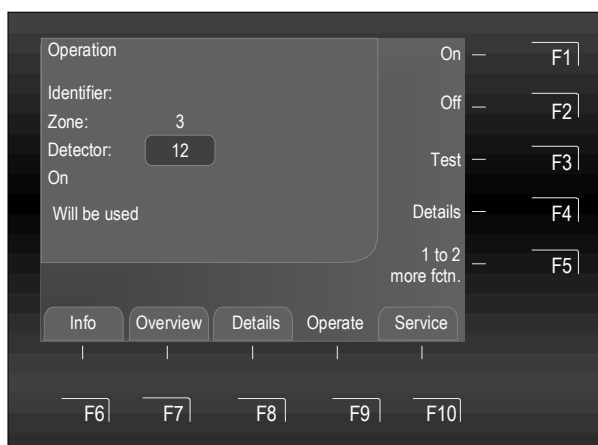 Operation
Identifier:
Zone: 3
Detector: 12
On
Will be used
On
F1
Off
F2
Test
F3
Details
F4
1 to 2
more fctn.
F5
Info Overview Details Operate Service
F6 F7 F8 F9 F10